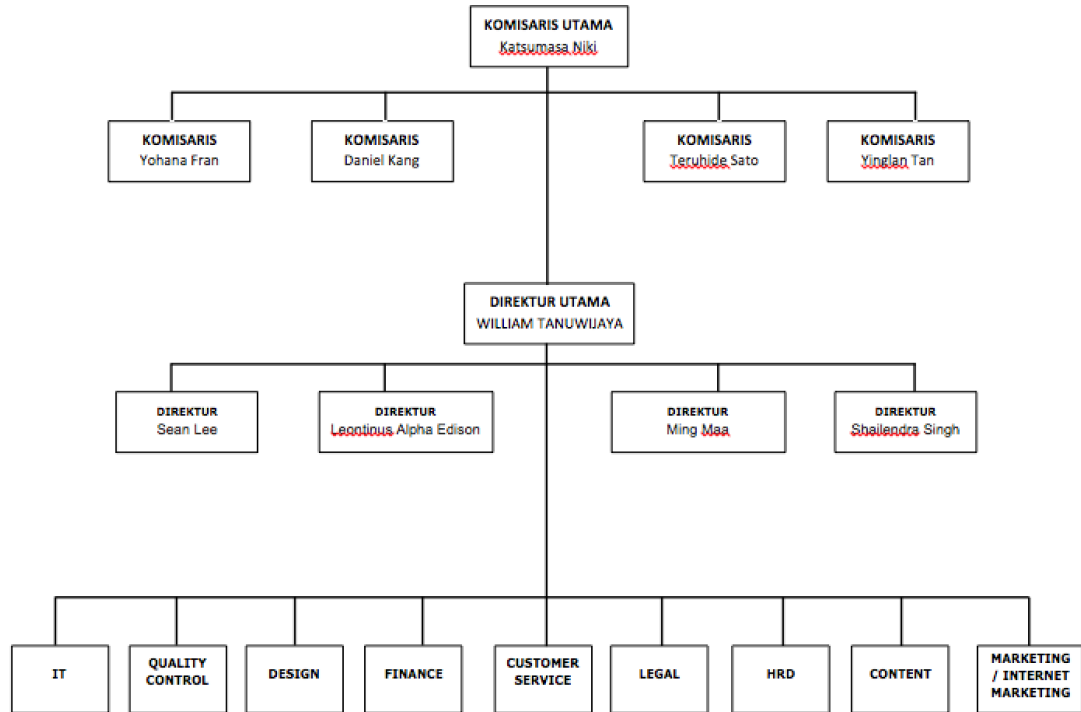 KOMISARIS UTAMA
Katsumasa Niki
KOMISARIS
Yohana Fran
KOMISARIS
Daniel Kang
KOMISARIS
Teruhide Sato
KOMISARIS
Yinglan Tan
DIREKTUR UTAMA
WILLIAM TANUWIJAYA
DIREKTUR
Sean Lee
DIREKTUR
Leontinus Alpha Edison
DIREKTUR
Ming Maa
DIREKTUR
Shailendra Singh
IT
QUALITY
CONTROL
DESIGN
FINANCE
CUSTOMER
SERVICE
LEGAL
HRD
CONTENT
MARKETING
/ INTERNET
MARKETING